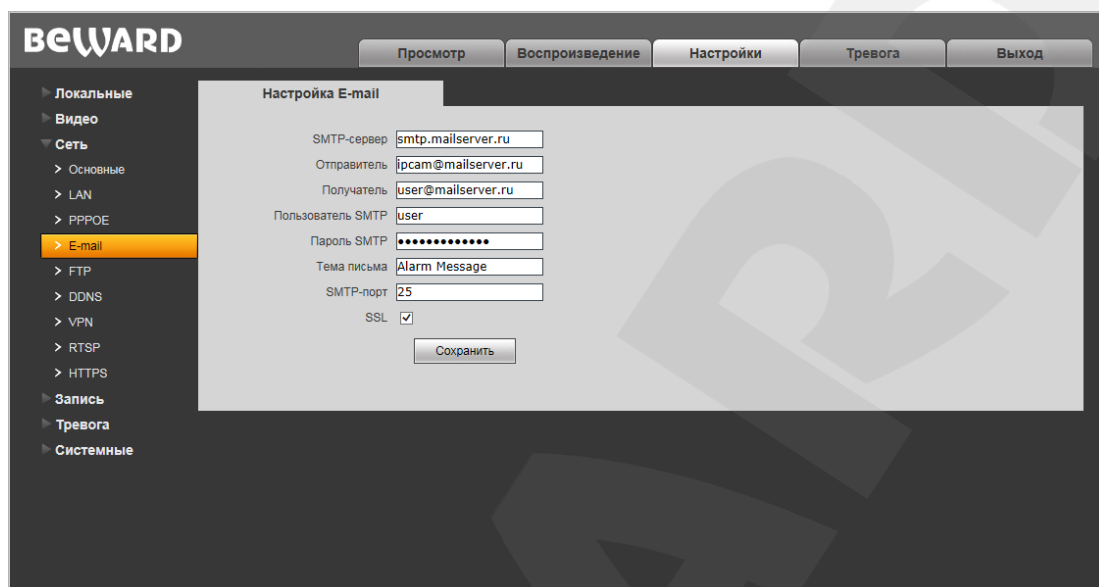 BEWARD
Просмотр
Воспроизведение
Настройки
Тревога
Выход
Локальные
Видео
Сеть
> Основные
> LAN
> PPPOE
> E-mail
> FTP
> DDNS
> VPN
> RTSP
> HTTPS
Запись
Тревога
Системные
Настройка E-mail
SMTP-сервер smtp.mailserver.ru
Отправитель ipcam@mailserver.ru
Получатель user@mailserver.ru
Пользователь SMTP user
Пароль SMTP •••••••••••••
Тема письма Alarm Message
SMTP-порт 25
SSL
Сохранить